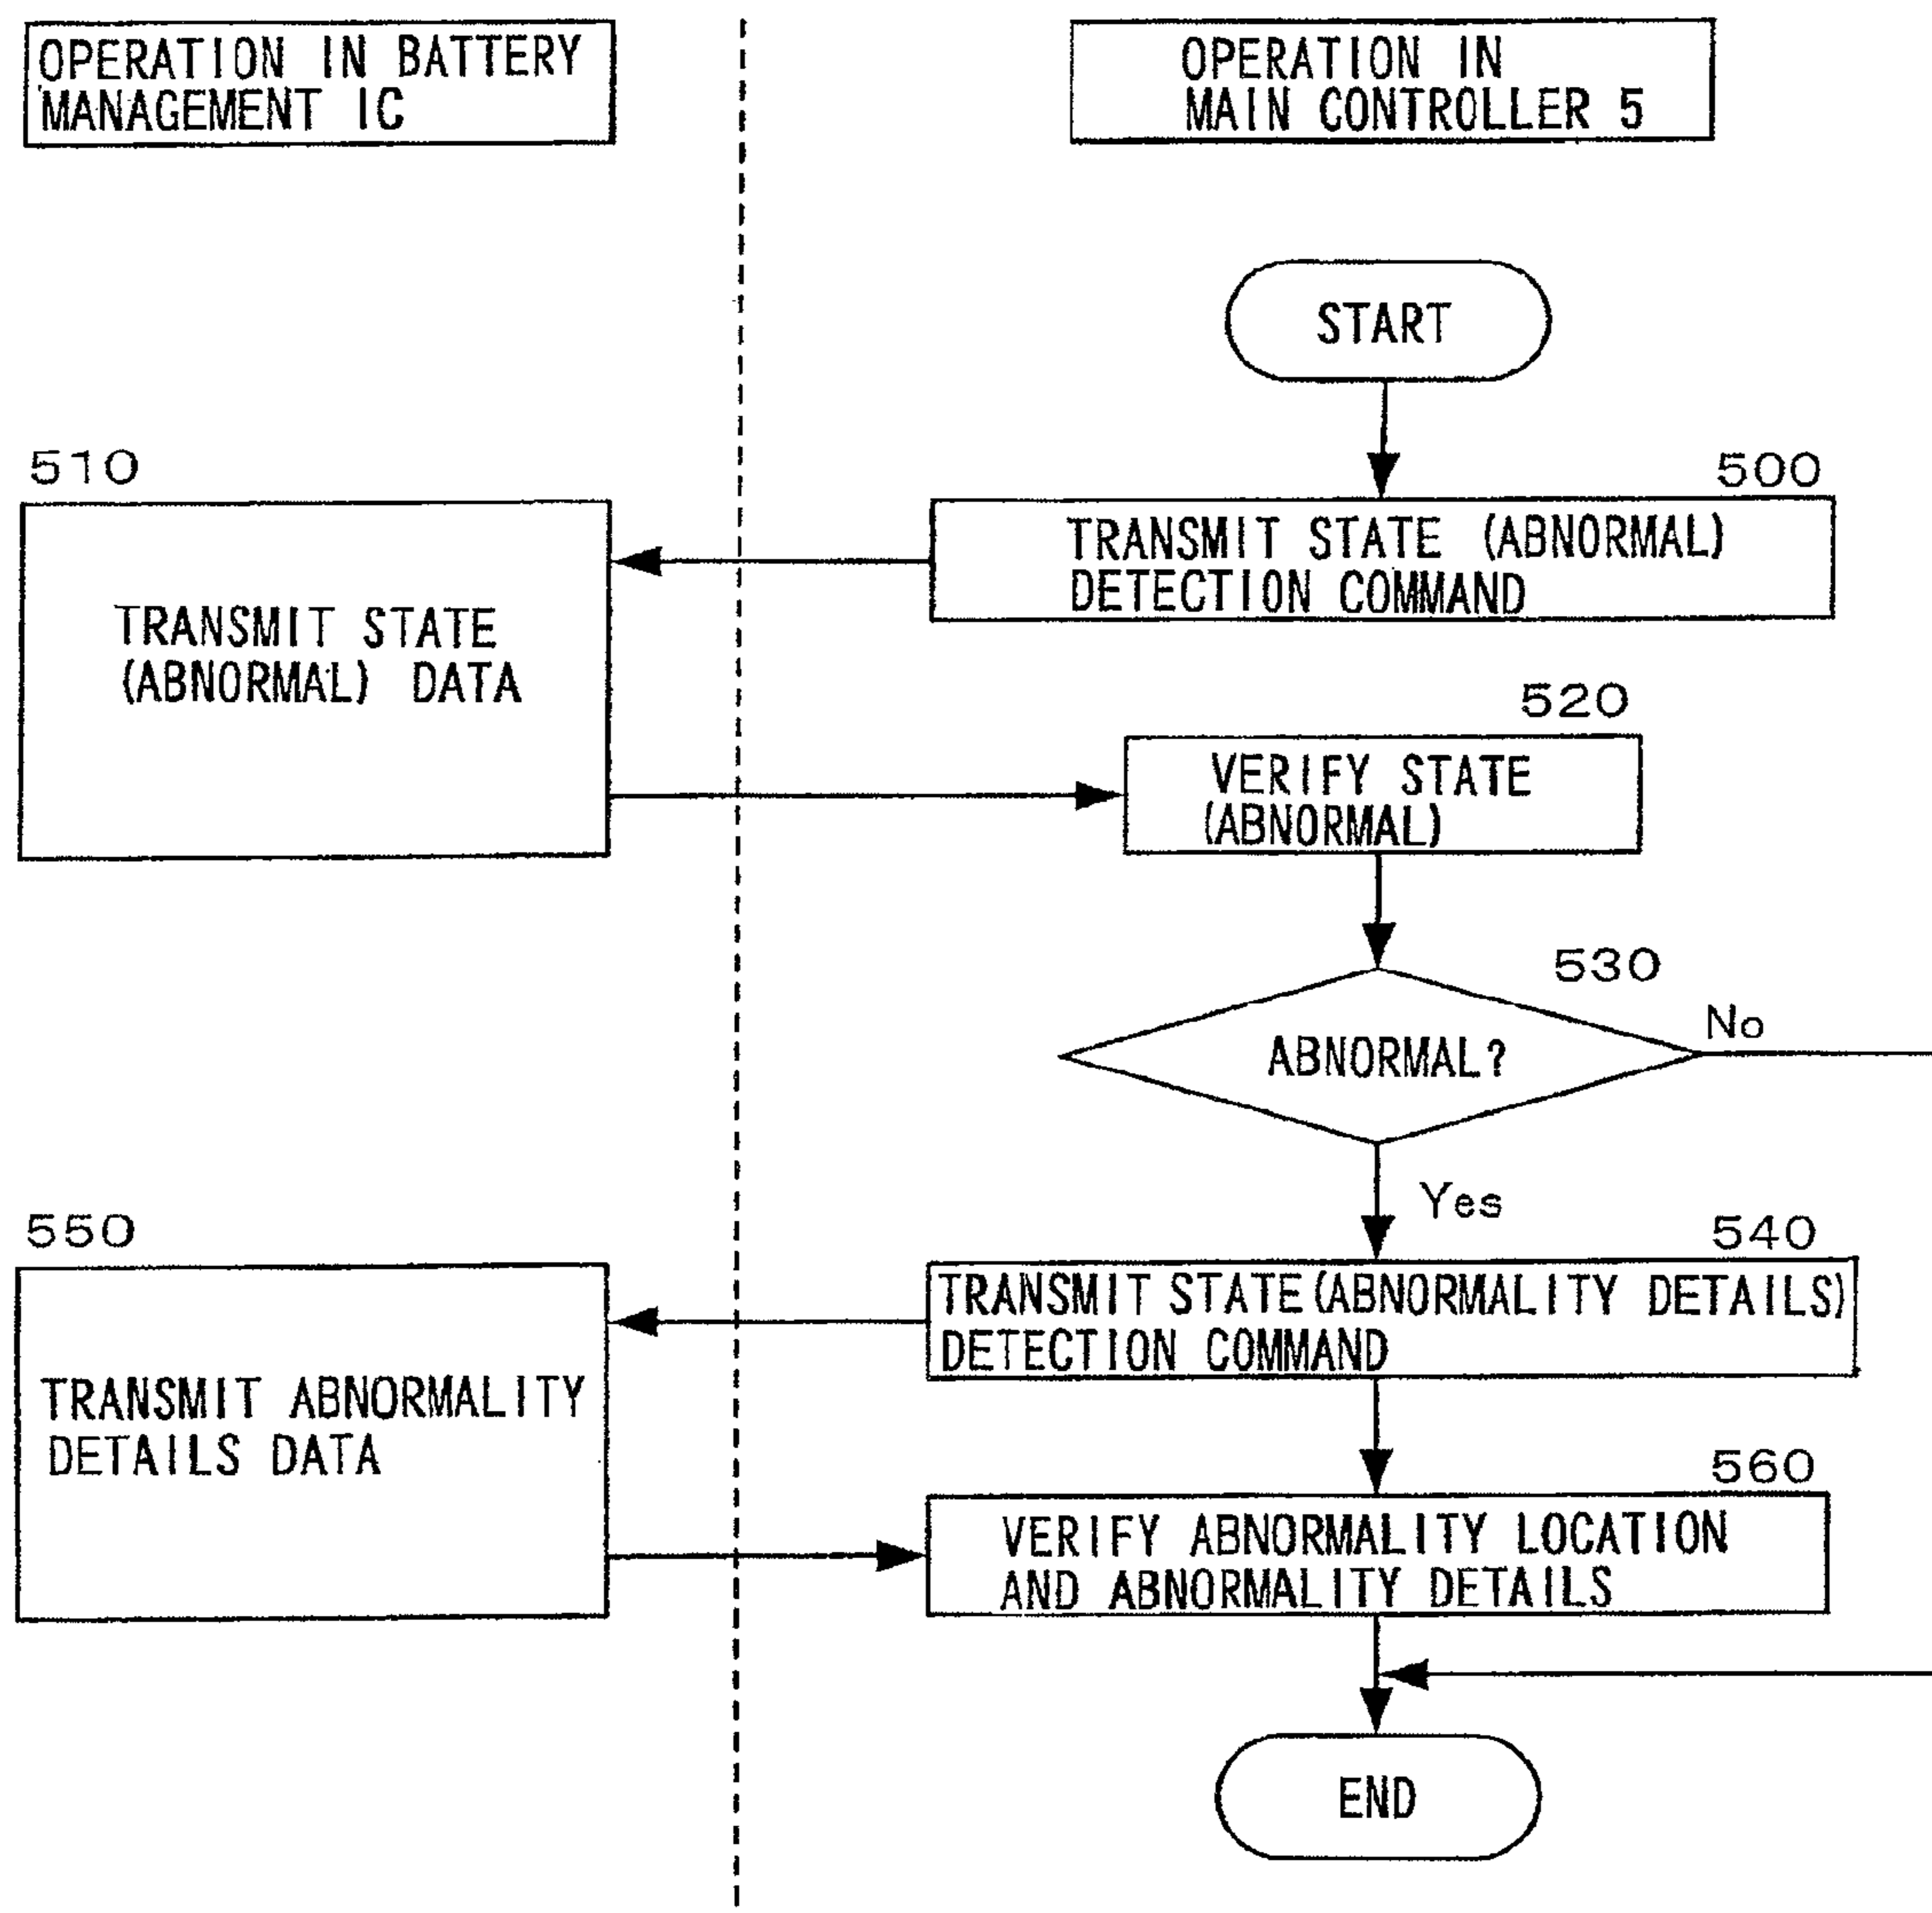 OPERATION IN BATTERY
MANAGEMENT IC
OPERATION IN
MAIN CONTROLLER 5
START
510
500
TRANSMIT STATE (ABNORMAL)
DETECTION COMMAND
TRANSMIT STATE
(ABNORMAL) DATA
520
VERIFY STATE
(ABNORMAL)
530
ABNORMAL?
No
Yes
550
540
TRANSMIT STATE (ABNORMALITY DETAILS)
DETECTION COMMAND
TRANSMIT ABNORMALITY
DETAILS DATA
560
VERIFY ABNORMALITY LOCATION
AND ABNORMALITY DETAILS
END